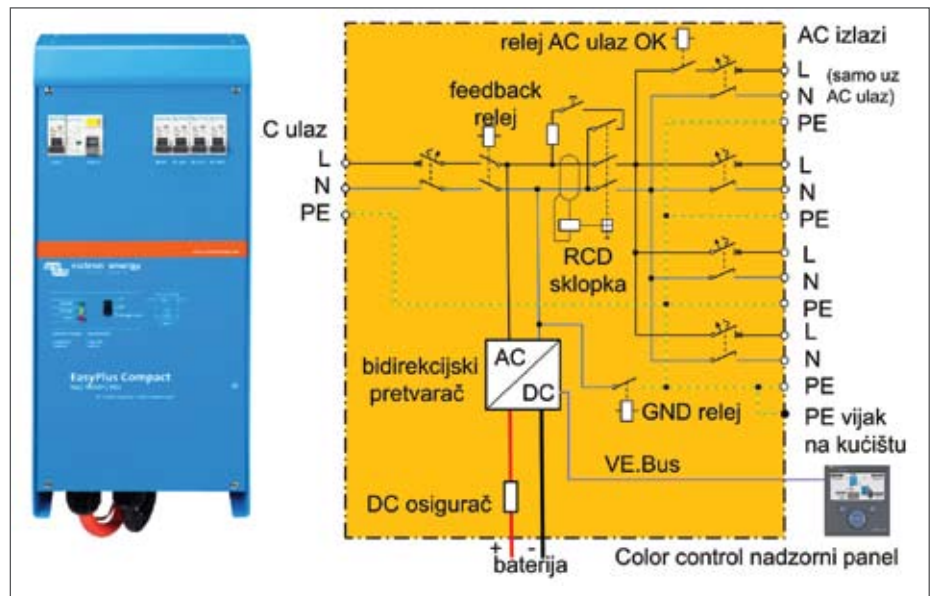 victron energy
EasyPlus Compact
relej AC ulaz OK
AC izlazi
L (samo uz
N AC ulaz)
PE
feedback
relej
C ulaz
L
N
PE
L
N
PE
RCD
sklopka
L
N
PE
L
N
PE
bidirekcijski
pretvarač
AC
DC
GND relej
PE vijak
na kućištu
VE.Bus
DC osigurač
+ -
baterija
Color control nadzorni panel